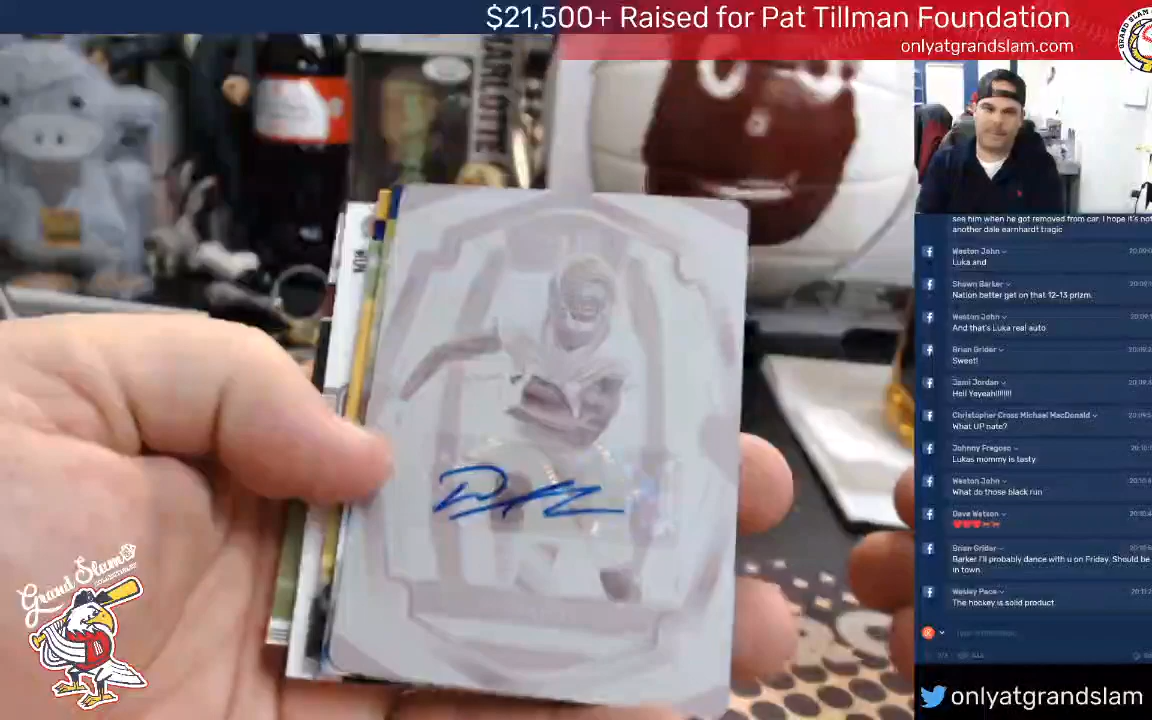 $21,500+ Raised for Pat Tillman Foundation
onlyatgrandslam.com
CHARLOTTE
see him when he got removed from car, I hope it's not
another dale earnhardt tragic
Weston John
Luka and
Shawn Barker
Nation better get on that 12-13 prizm.
Weston John
And that's Luka real auto
Brian Grider
Sweet!
Jami Jordan
Hell Yeyeah!!!!!!!!
Christopher Cross Michael MacDonald
What UP nate?
Johnny Fragoso
Lukas mommy is tasty
Weston John
What do those black run
Dave Watson
Brian Grider
Barker I'll probably dance with u on Friday. Should be
in town.
Wesley Pace
The hockey is solid product
Grand Slam
COLLECTIBLES
onlyatgrandslam